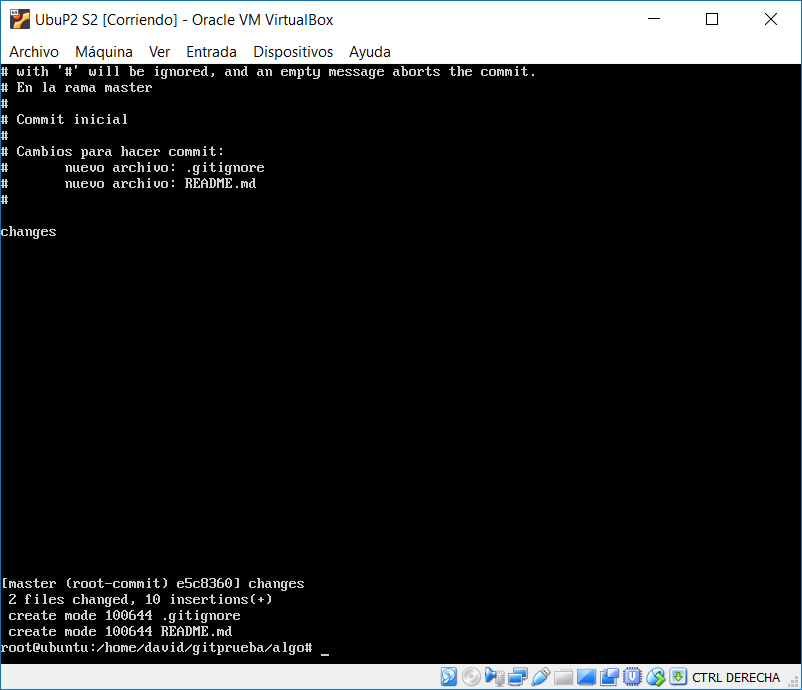 UbuP2 S2 [Corriendo] - Oracle VM VirtualBox
Archivo Máquina Ver Entrada Dispositivos Ayuda
# with '#' will be ignored, and an empty message aborts the commit.
# En la rama master
#
# Commit inicial
#
# Cambios para hacer commit:
#       nuevo archivo: .gitignore
#       nuevo archivo: README.md
#
changes
[master (root-commit) e5c8360] changes
 2 files changed, 10 insertions(+)
 create mode 100644 .gitignore
 create mode 100644 README.md
root@ubuntu:/home/david/gitprueba/algo# _
CTRL DERECHA